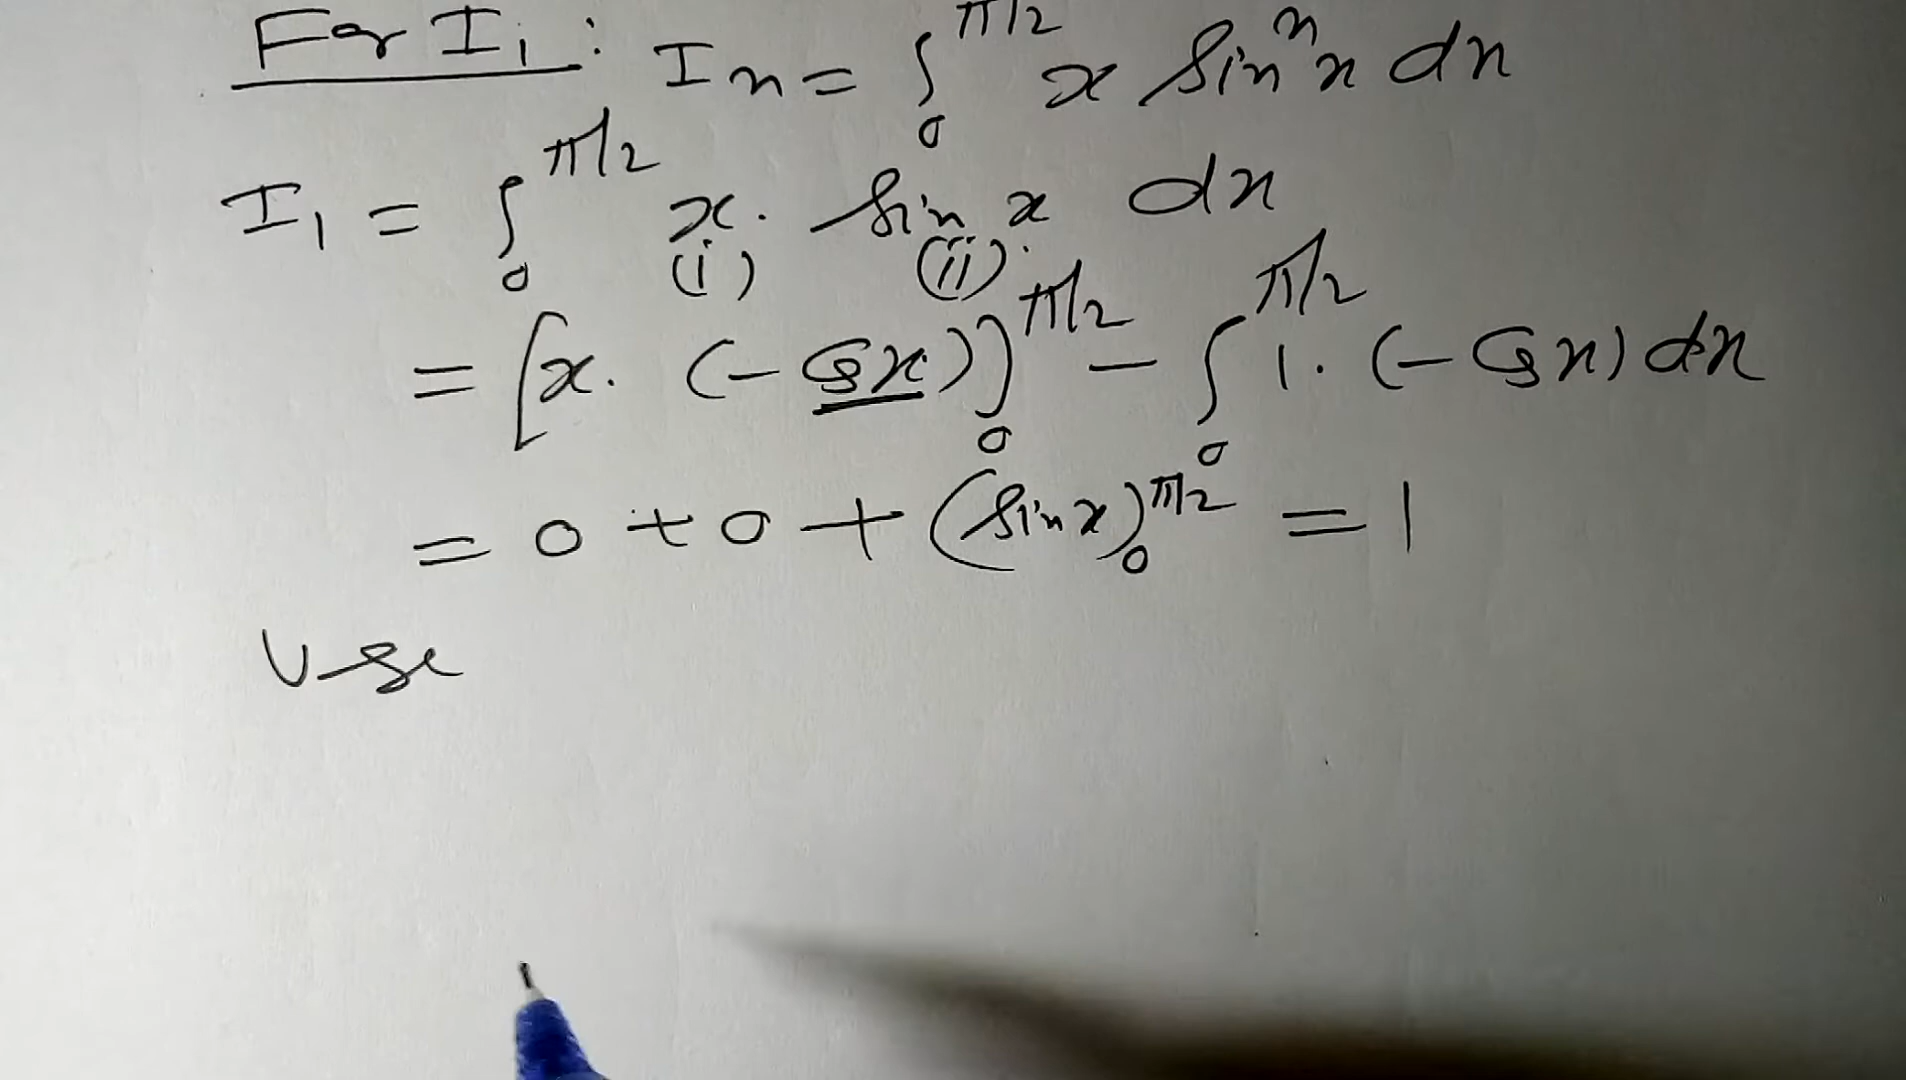 For I₁ : Iₙ = ∫₀^π/2 x sinⁿx dx
I₁ = ∫₀^π/2 x. sin x dx
(i) (ii)
= [x. (- cos x)]₀^π/2 - ∫₀^π/2 1. (- cos x) dx
= 0 + 0 + (sin x)₀^π/2 = 1
Use